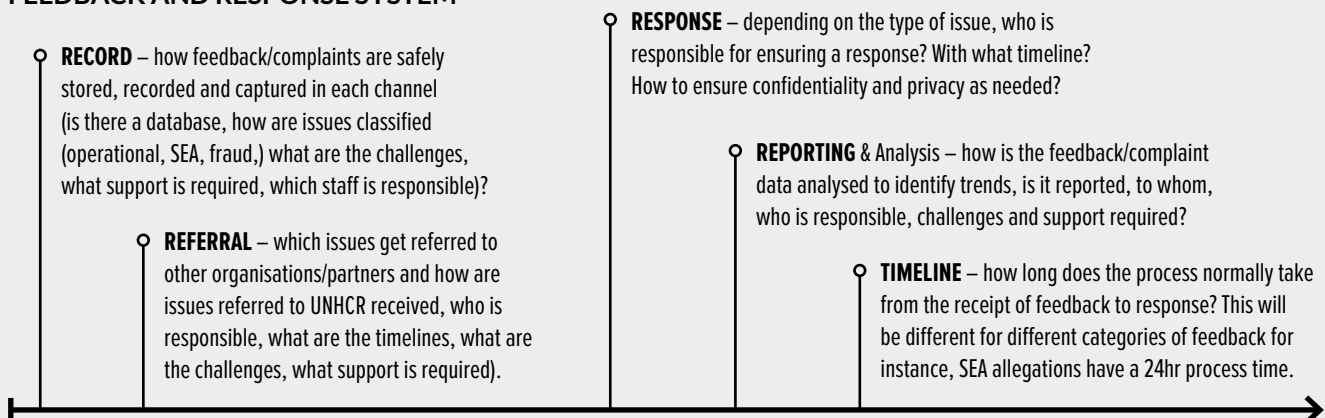 FEEDBACK AND RESPONSE SYSTEM
RECORD – how feedback/complaints are safely
stored, recorded and captured in each channel
(is there a database, how are issues classified
(operational, SEA, fraud,) what are the challenges,
what support is required, which staff is responsible)?
REFERRAL – which issues get referred to
other organisations/partners and how are
issues referred to UNHCR received, who is
responsible, what are the timelines, what are
the challenges, what support is required).
RESPONSE – depending on the type of issue, who is
responsible for ensuring a response? With what timeline?
How to ensure confidentiality and privacy as needed?
REPORTING & Analysis – how is the feedback/complaint
data analysed to identify trends, is it reported, to whom,
who is responsible, challenges and support required?
TIMELINE – how long does the process normally take
from the receipt of feedback to response? This will
be different for different categories of feedback for
instance, SEA allegations have a 24hr process time.